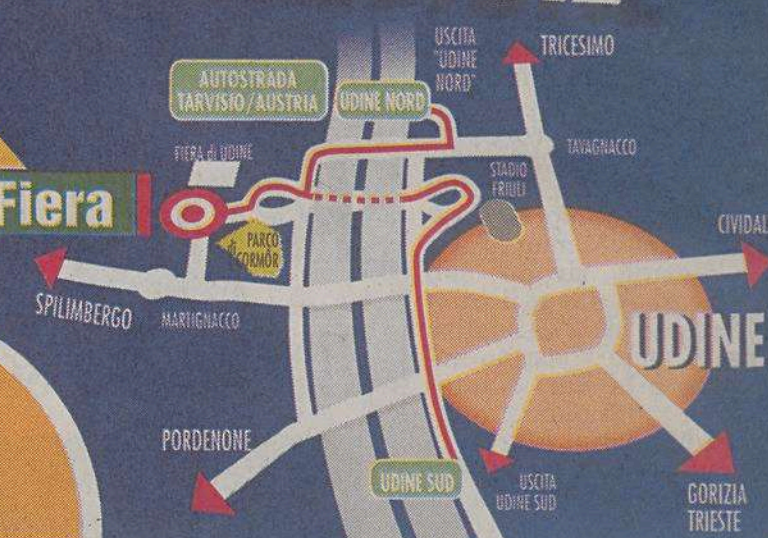 USCITA
"UDINE
NORD"
TRICESIMO
AUTOSTRADA
TARVISIO/AUSTRIA
UDINE NORD
FIERA di UDINE
TAVAGNACCO
STADIO
FRIULI
Fiera
PARCO
di CORMÔR
CIVIDAL
SPILIMBERGO
MARTIGNACCO
UDINE
PORDENONE
UDINE SUD
USCITA
UDINE SUD
GORIZIA
TRIESTE